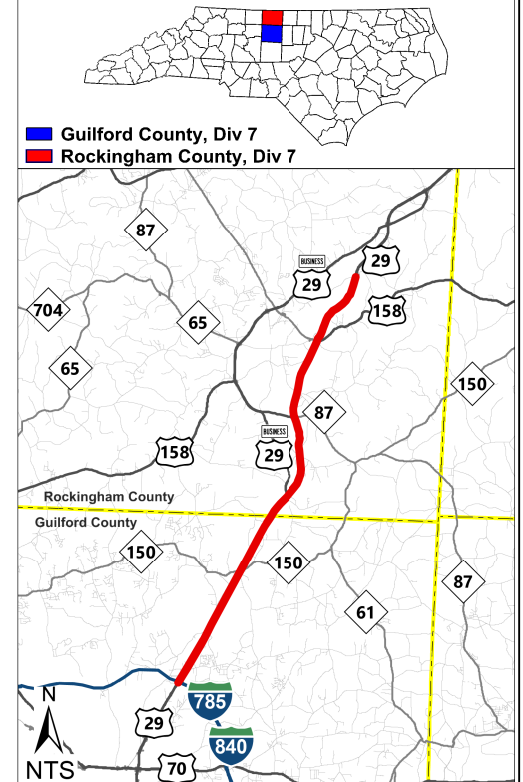 Guilford County, Div 7
Rockingham County, Div 7
87
BUSINESS
29
29
704
65
158
65
150
87
BUSINESS
29
158
Rockingham County
Guilford County
150
150
87
61
N
785
29
840
NTS
70